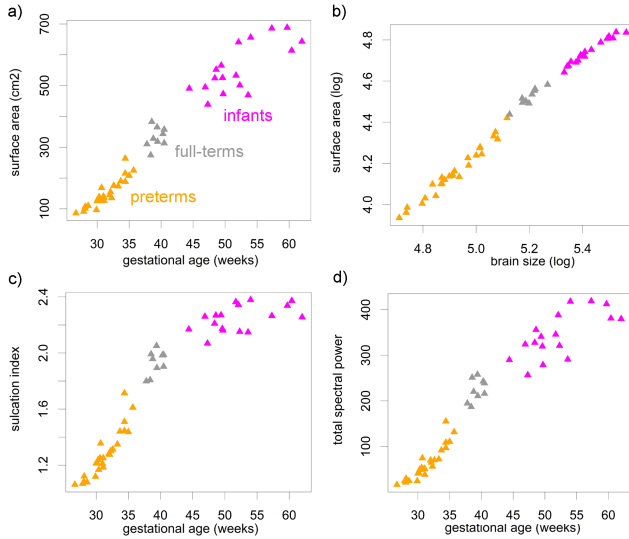 a)
surface area (cm2)
700
500
300
100
infants
full-terms
preterms
30 35 40 45 50 55 60
gestational age (weeks)
b)
surface area (log)
4.8
4.6
4.4
4.2
4.0
4.8 5.0 5.2 5.4
brain size (log)
c)
sulcation index
2.4
2.0
1.6
1.2
30 35 40 45 50 55 60
gestational age (weeks)
d)
total spectral power
400
300
200
100
30 35 40 45 50 55 60
gestational age (weeks)